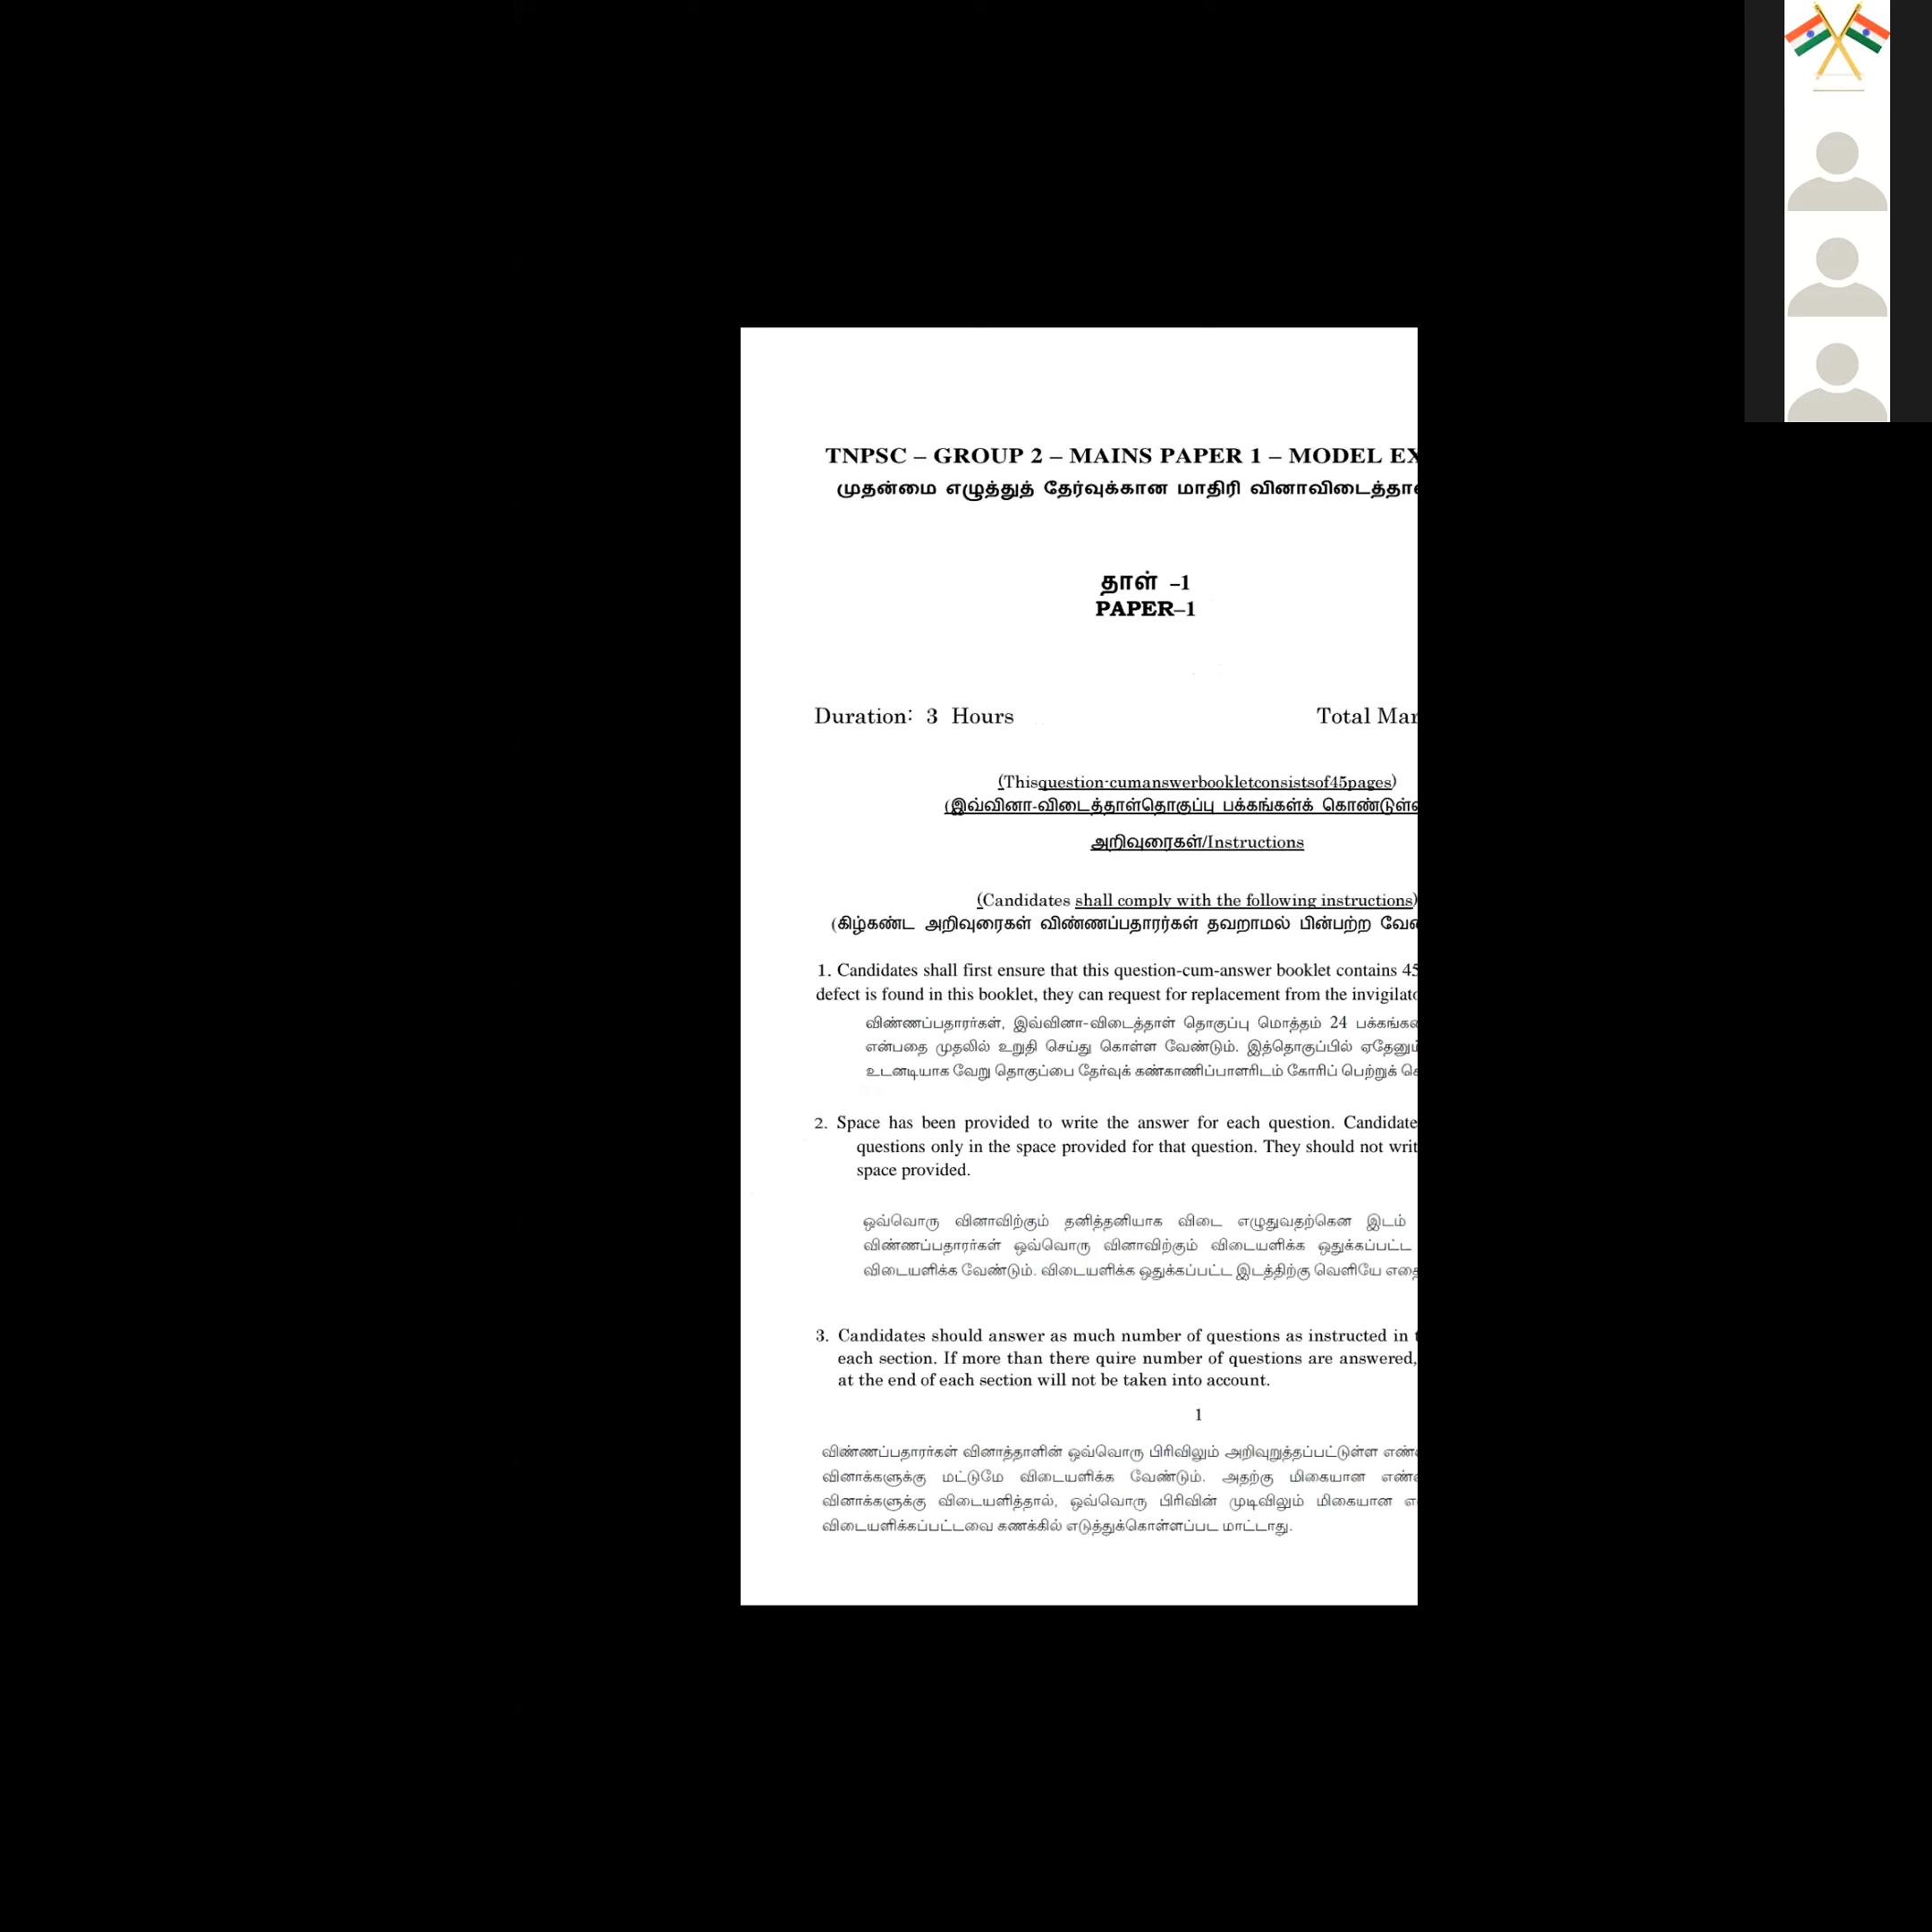 TNPSC – GROUP 2 – MAINS PAPER 1 – MODEL
முதன்மை எழுத்துத் தேர்வுக்கான மாதிரி
தாள் –1
PAPER–1
Duration: 3 Hours Total
(Thisquestion-cumanswerbookletconsistsof45pages)
(இவ்வினா-விடைத்தாள்தொகுப்பு பக்கங்கள்க்
அறிவுரைகள்/Instructions
(Candidates shall comply with the following instructions)
(கிழ்கண்ட அறிவுரைகள் விண்ணப்பதாரர்கள் தவறாமல் பின்பற்ற
1. Candidates shall first ensure that this question-cum-answer booklet contains 45
defect is found in this booklet, they can request for replacement from the
விண்ணப்பதாரர்கள், இவ்வினா-விடைத்தாள் தொகுப்பு மொத்தம் 24
என்பதை முதலில் உறுதி செய்து கொள்ள வேண்டும். இத்தொகுப்பில்
உடனடியாக வேறு தொகுப்பை தேர்வுக் கண்காணிப்பாளரிடம் கோரிப் பெற்றுக்
2. Space has been provided to write the answer for each question.
questions only in the space provided for that question. They should not
space provided.
ஒவ்வொரு வினாவிற்கும் தனித்தனியாக விடை எழுதுவதற்கென இடம்
விண்ணப்பதாரர்கள் ஒவ்வொரு வினாவிற்கும் விடையளிக்க ஒதுக்கப்பட்ட
விடையளிக்க வேண்டும். விடையளிக்க ஒதுக்கப்பட்ட இடத்திற்கு வெளியே
3. Candidates should answer as much number of questions as instructed in
each section. If more than there quire number of questions are answered,
at the end of each section will not be taken into account.
1
விண்ணப்பதாரர்கள் வினாத்தாளின் ஒவ்வொரு பிரிவிலும் அறிவுறுத்தப்பட்டுள்ள
வினாக்களுக்கு மட்டுமே விடையளிக்க வேண்டும். அதற்கு மிகையான
வினாக்களுக்கு விடையளித்தால், ஒவ்வொரு பிரிவின் முடிவிலும் மிகையான
விடையளிக்கப்பட்டவை கணக்கில் எடுத்துக்கொள்ளப்பட மாட்டாது.